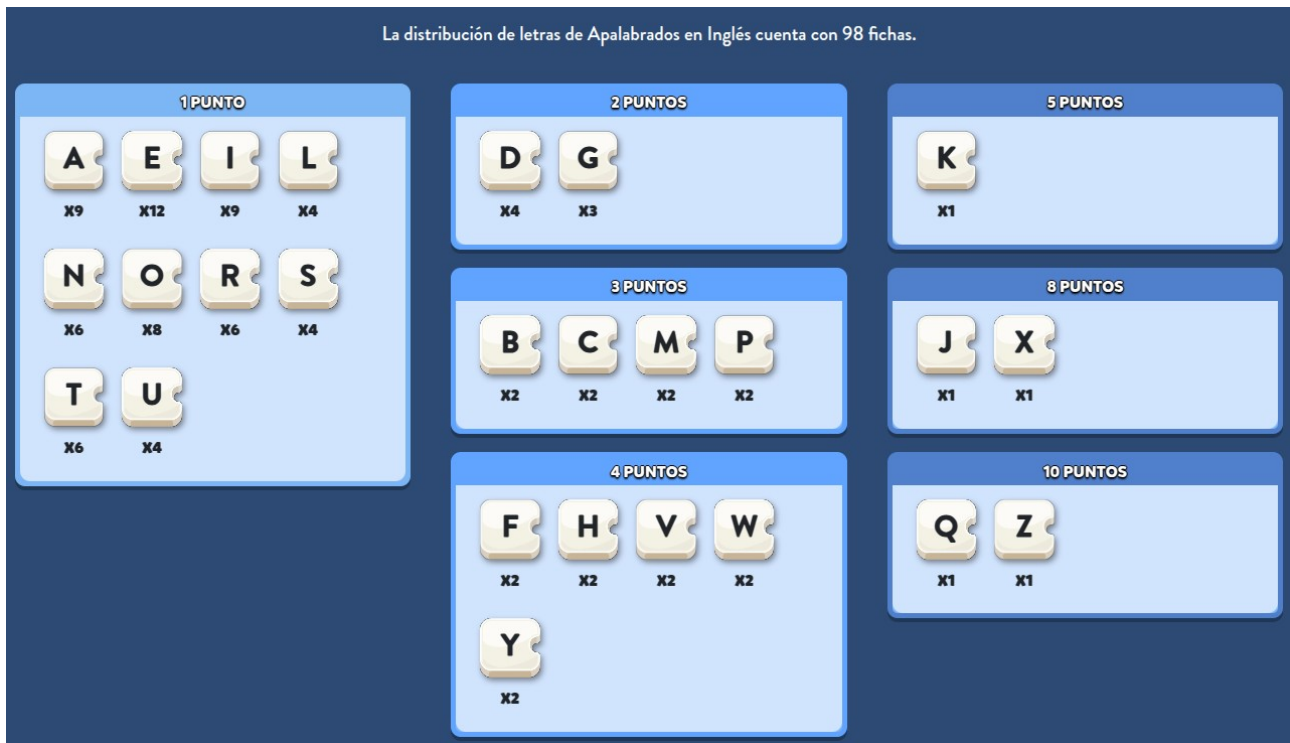 La distribución de letras de Apalabrados en Inglés cuenta con 98 fichas.
1 PUNTO
A E I L
X9 X12 X9 X4
N O R S
X6 X8 X6 X4
T U
X6 X4
2 PUNTOS
D G
X4 X3
3 PUNTOS
B C M P
X2 X2 X2 X2
4 PUNTOS
F H V W
X2 X2 X2 X2
Y
X2
5 PUNTOS
K
X1
8 PUNTOS
J X
X1 X1
10 PUNTOS
Q Z
X1 X1